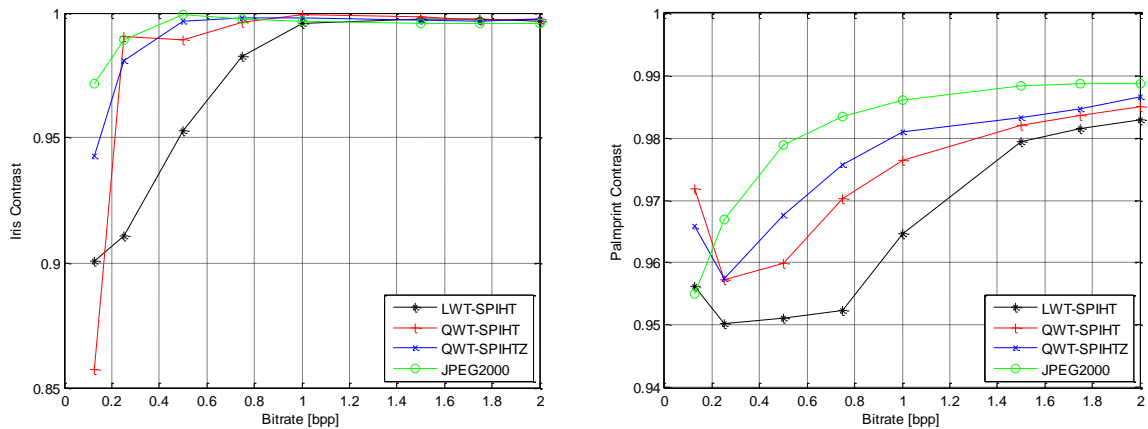 1
0.95
0.9
0.85
Iris Contrast
0 0.2 0.4 0.6 0.8 1 1.2 1.4 1.6 1.8 2
Bitrate [bpp]
LWT-SPIHT
QWT-SPIHT
QWT-SPIHTZ
JPEG2000
1
0.99
0.98
0.97
0.96
0.95
0.94
Palmprint Contrast
0 0.2 0.4 0.6 0.8 1 1.2 1.4 1.6 1.8 2
Bitrate [bpp]
LWT-SPIHT
QWT-SPIHT
QWT-SPIHTZ
JPEG2000